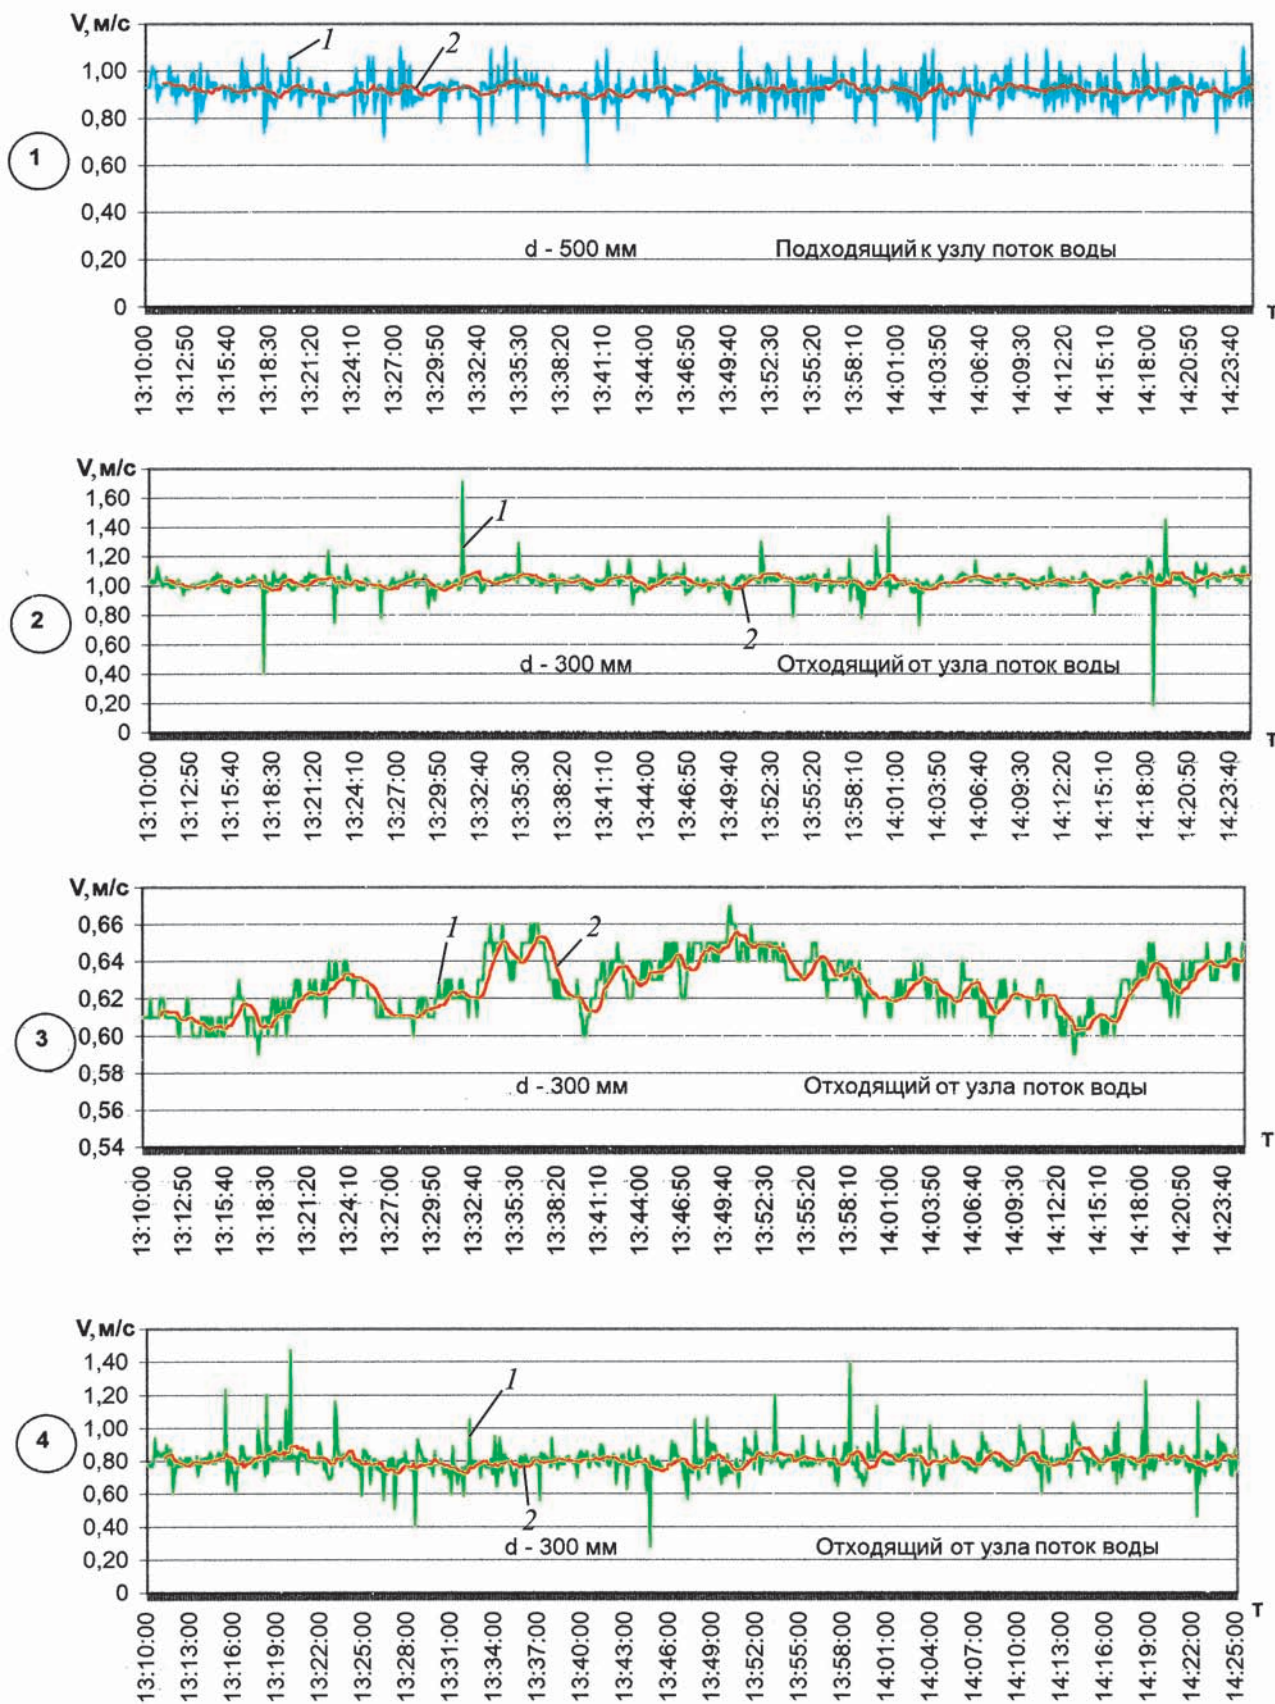 V, м/с
1
2
1,00
0,80
1
0,60
0,40
0,20
d - 500 мм
Подходящий к узлу поток воды
0
T
13:10:00 13:12:50 13:15:40 13:18:30 13:21:20 13:24:10 13:27:00 13:29:50 13:32:40 13:35:30 13:38:20 13:41:10 13:44:00 13:46:50 13:49:40 13:52:30 13:55:20 13:58:10 14:01:00 14:03:50 14:06:40 14:09:30 14:12:20 14:15:10 14:18:00 14:20:50 14:23:40
V, м/с
1,60
1
1,40
1,20
1,00
0,80
2
2
0,60
d - 300 мм
Отходящий от узла поток воды
0,40
0,20
0
T
13:10:00 13:12:50 13:15:40 13:18:30 13:21:20 13:24:10 13:27:00 13:29:50 13:32:40 13:35:30 13:38:20 13:41:10 13:44:00 13:46:50 13:49:40 13:52:30 13:55:20 13:58:10 14:01:00 14:03:50 14:06:40 14:09:30 14:12:20 14:15:10 14:18:00 14:20:50 14:23:40
V, м/с
0,66
1
2
0,64
0,62
0,60
3
0,58
d - 300 мм
Отходящий от узла поток воды
0,56
0,54
T
13:10:00 13:12:50 13:15:40 13:18:30 13:21:20 13:24:10 13:27:00 13:29:50 13:32:40 13:35:30 13:38:20 13:41:10 13:44:00 13:46:50 13:49:40 13:52:30 13:55:20 13:58:10 14:01:00 14:03:50 14:06:40 14:09:30 14:12:20 14:15:10 14:18:00 14:20:50 14:23:40
V, м/с
1,40
1
1,20
1,00
4
0,80
0,60
2
0,40
d - 300 мм
Отходящий от узла поток воды
0,20
0
T
13:10:00 13:13:00 13:16:00 13:19:00 13:22:00 13:25:00 13:28:00 13:31:00 13:34:00 13:37:00 13:40:00 13:43:00 13:46:00 13:49:00 13:52:00 13:55:00 13:58:00 14:01:00 14:04:00 14:07:00 14:10:00 14:13:00 14:16:00 14:19:00 14:22:00 14:25:00